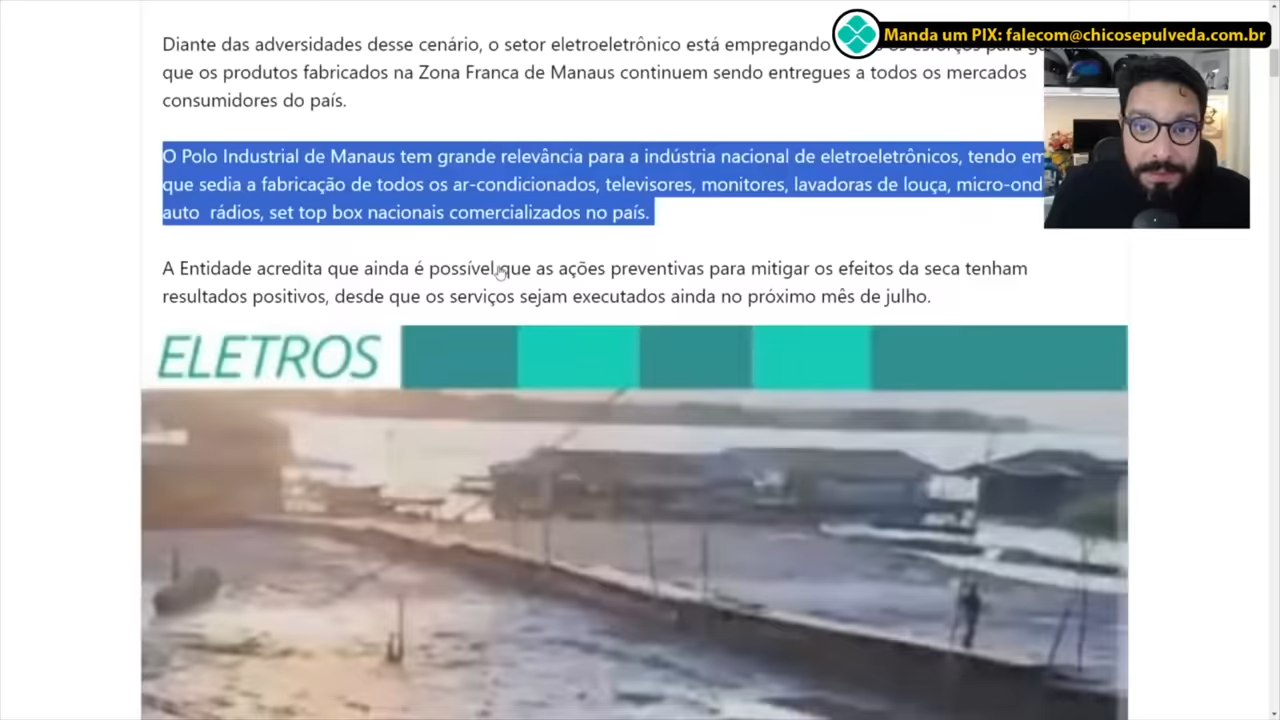 Manda um PIX: falecom@chicosepulveda.com.br
Diante das adversidades desse cenário, o setor eletroeletrônico está empregando
que os produtos fabricados na Zona Franca de Manaus continuem sendo entregues a todos os mercados
consumidores do país.
O Polo Industrial de Manaus tem grande relevância para a indústria nacional de eletroeletrônicos, tendo em
que sedia a fabricação de todos os ar-condicionados, televisores, monitores, lavadoras de louça, micro-ond
auto rádios, set top box nacionais comercializados no país.
A Entidade acredita que ainda é possível que as ações preventivas para mitigar os efeitos da seca tenham
resultados positivos, desde que os serviços sejam executados ainda no próximo mês de julho.
ELETROS